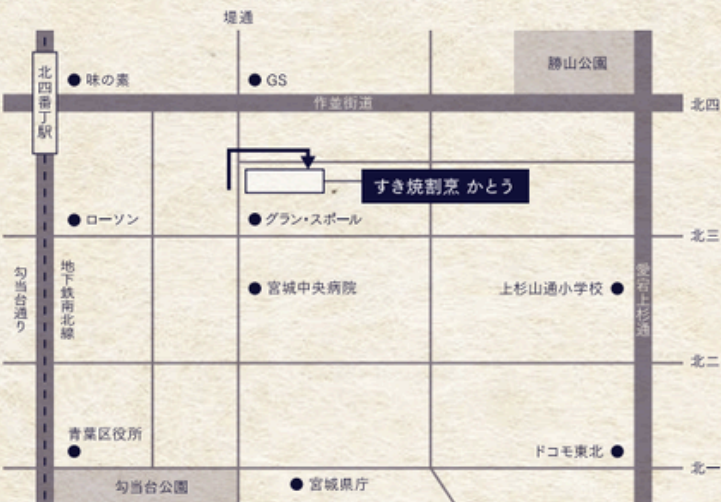 堤通
勝山公園
味の素
GS
北四番丁駅
作並街道
北四
すき焼割烹 かとう
ローソン
グラン・スポール
北三
勾当台通り
地下鉄南北線
宮城中央病院
上杉山通小学校
愛宕上杉通
北二
青葉区役所
ドコモ東北
北一
勾当台公園
宮城県庁